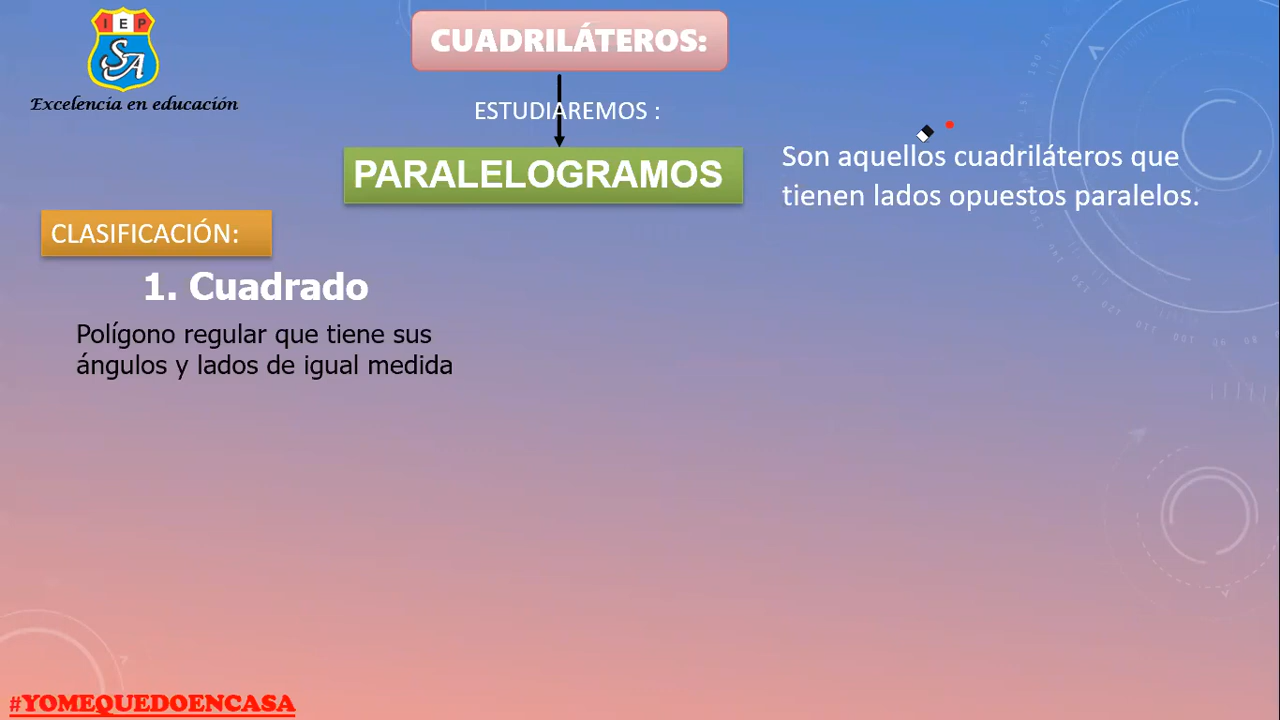 I E P
SA
Excelencia en educación
CUADRILÁTEROS:
ESTUDIAREMOS :
PARALELOGRAMOS
Son aquellos cuadriláteros que
tienen lados opuestos paralelos.
CLASIFICACIÓN:
1. Cuadrado
Polígono regular que tiene sus
ángulos y lados de igual medida
#YOMEQUEDOENCASA